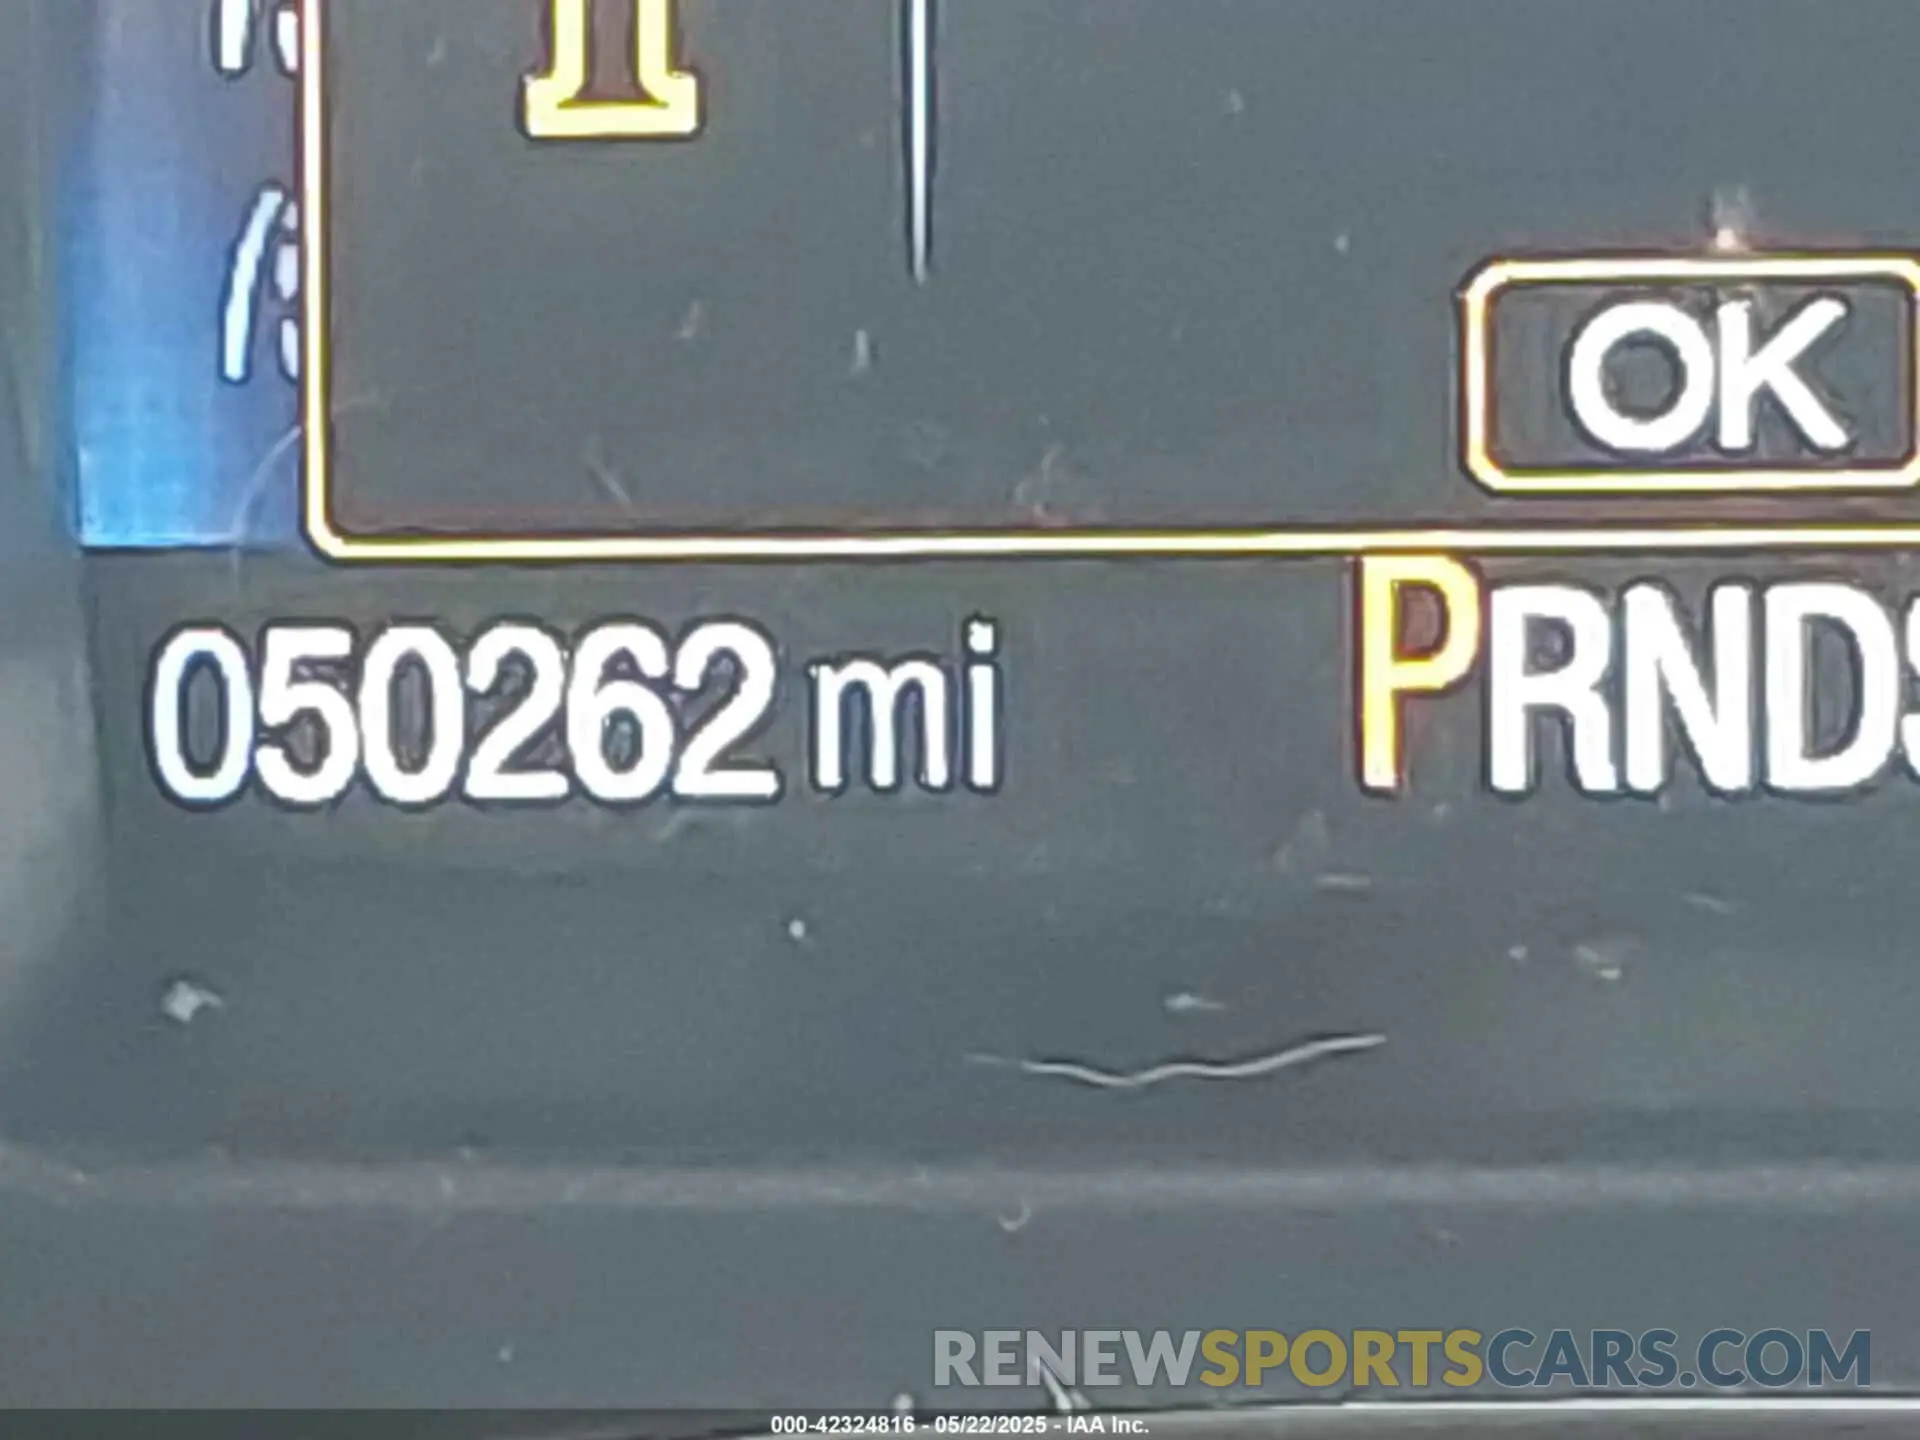 OK
050262 mi
PRNDS
RENEWSPORTSCARS.COM
000-42324816 - 05/22/2025 - IAA Inc.